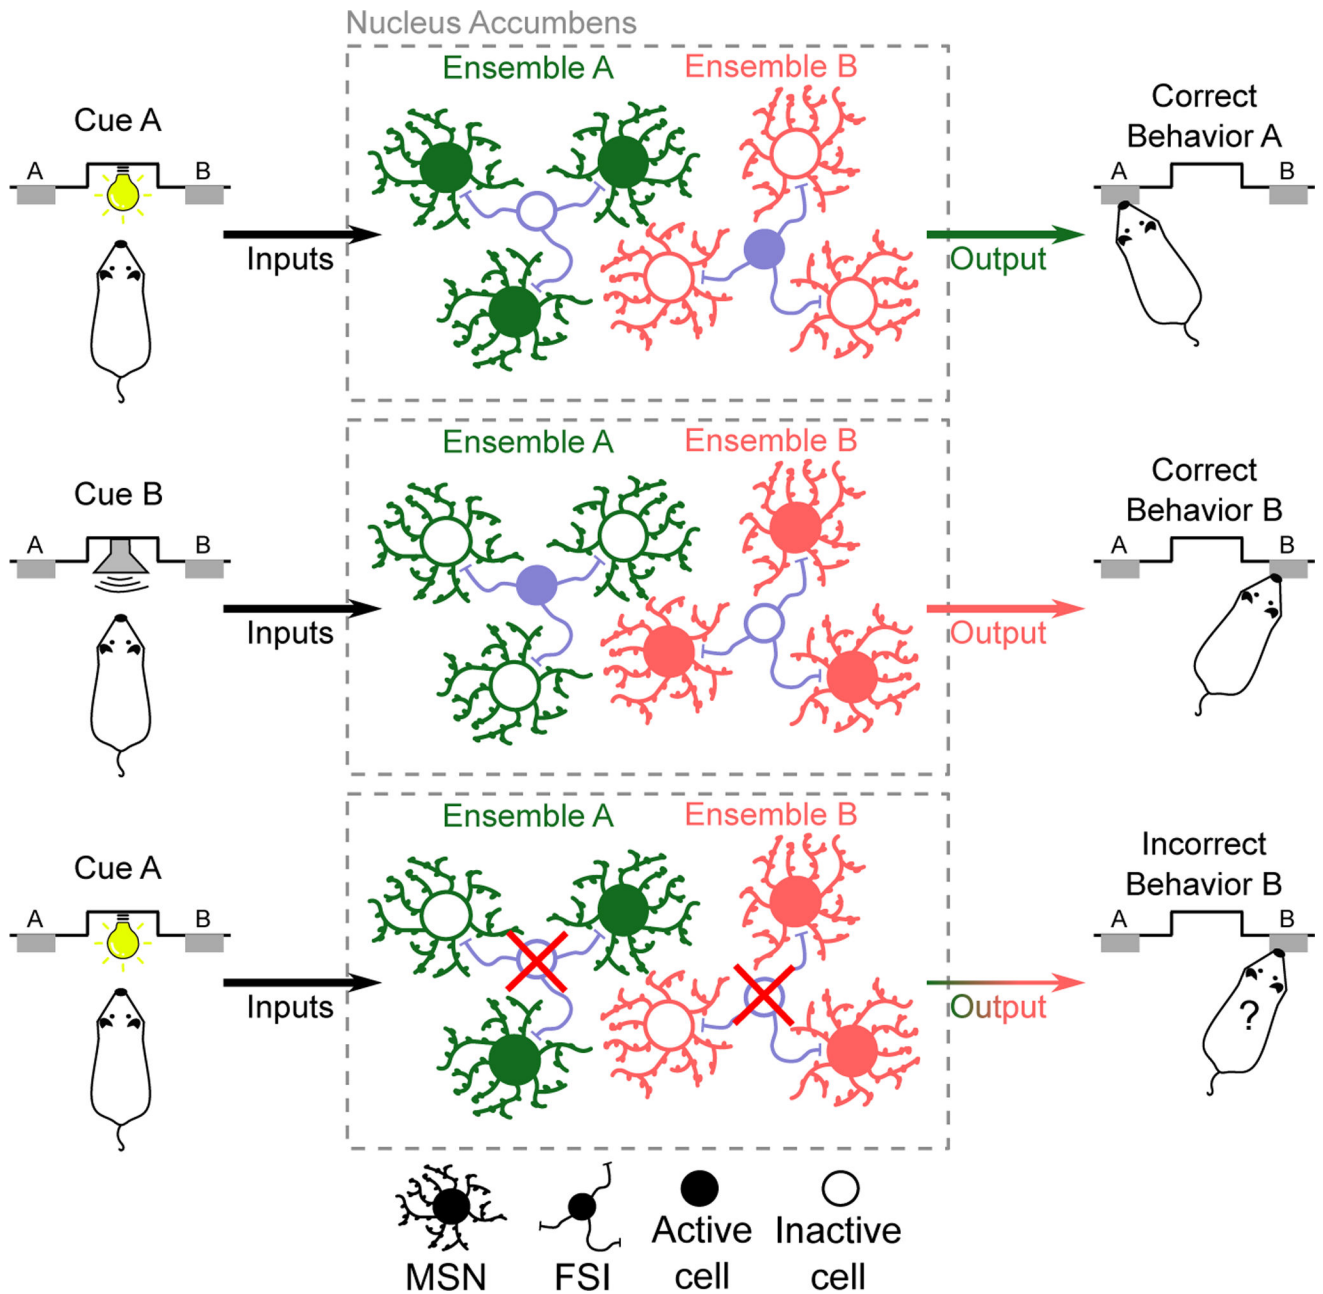 Nucleus Accumbens
Ensemble A
Ensemble B
Cue A
A
B
Inputs
Output
Correct
Behavior A
A
B
Ensemble A
Ensemble B
Cue B
A
B
Inputs
Output
Correct
Behavior B
A
B
Ensemble A
Ensemble B
Cue A
A
B
Inputs
Output
Incorrect
Behavior B
A
B
?
MSN
FSI
Active
cell
Inactive
cell